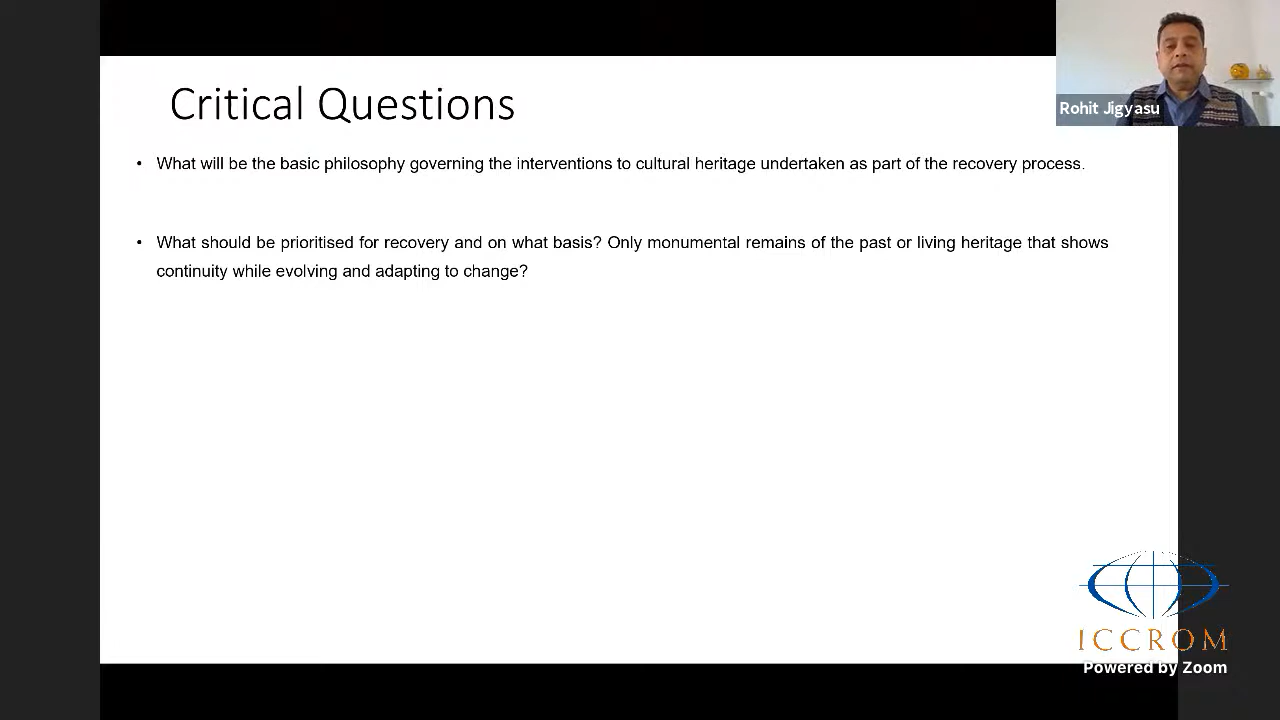 Critical Questions
Rohit Jigyasu
• What will be the basic philosophy governing the interventions to cultural heritage undertaken as part of the recovery process.
• What should be prioritised for recovery and on what basis? Only monumental remains of the past or living heritage that shows
continuity while evolving and adapting to change?
ICCROM
Powered by Zoom